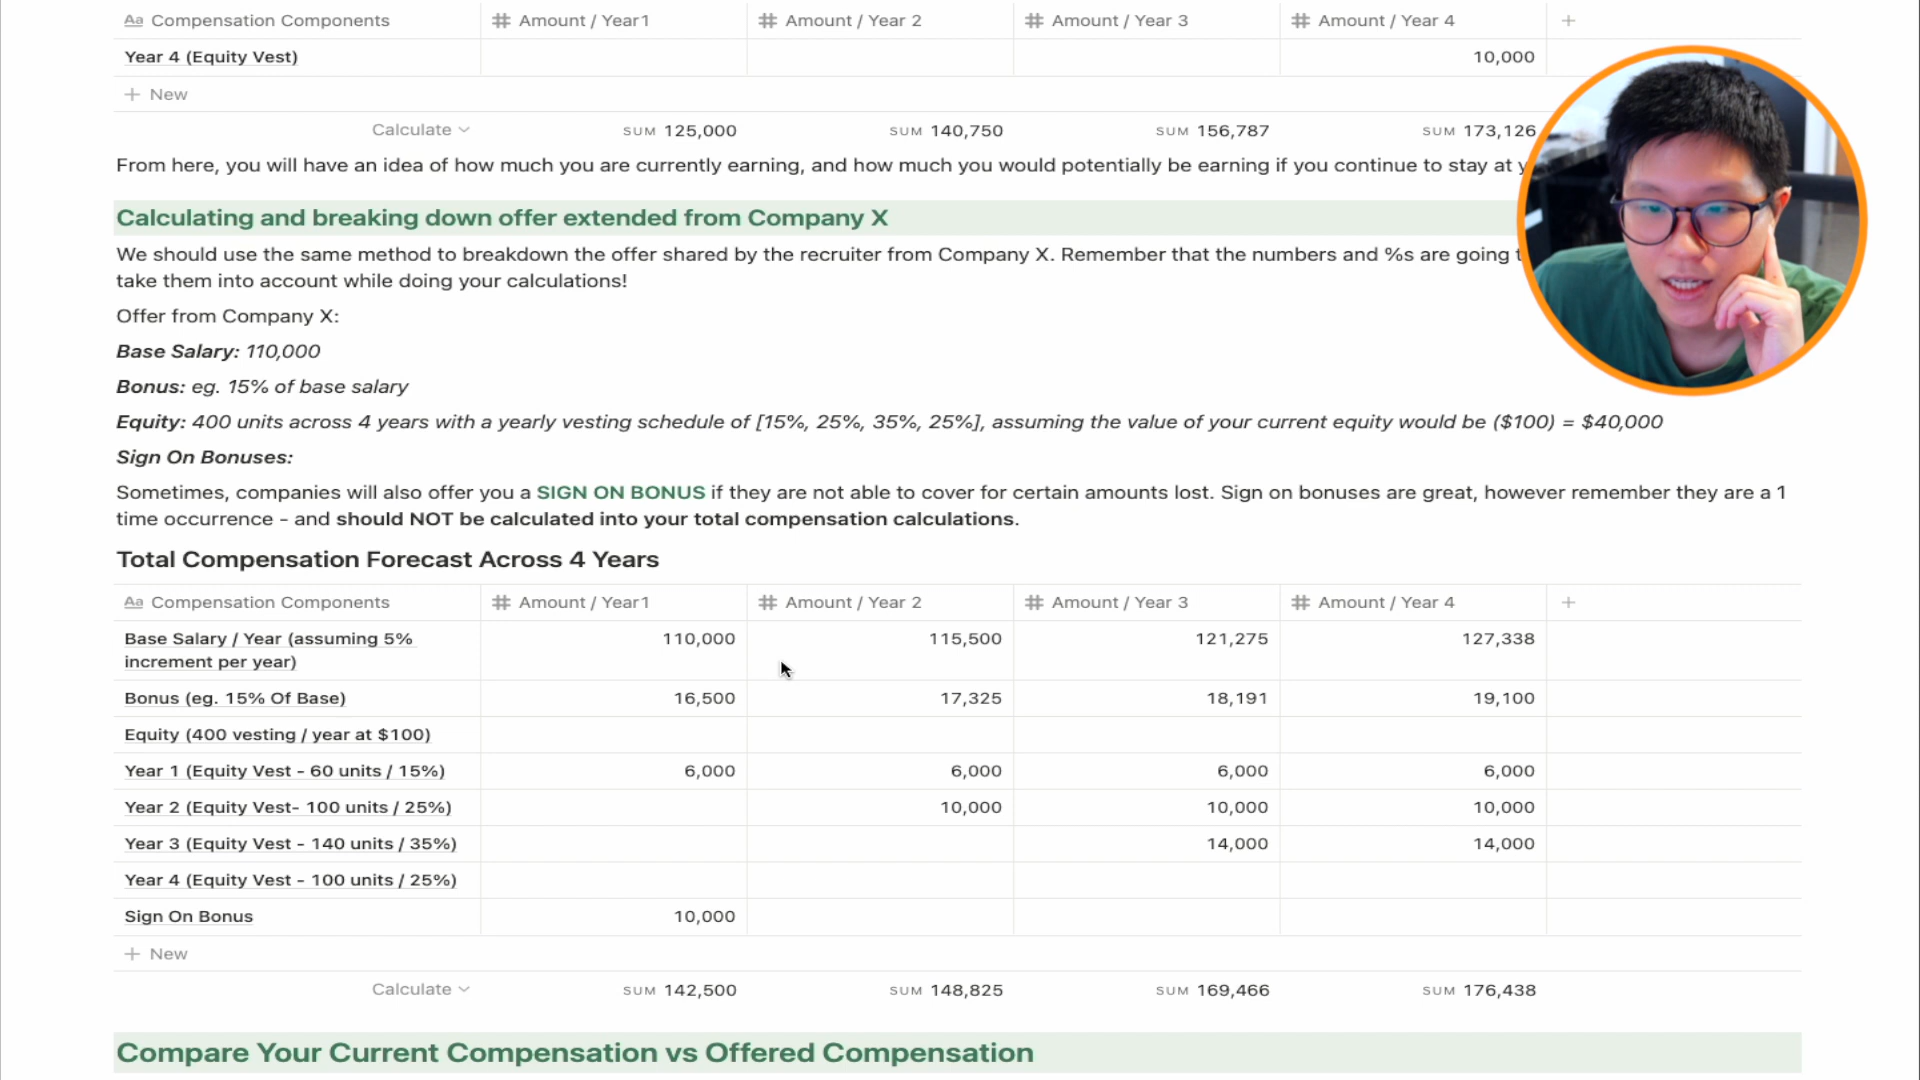 Aa Compensation Components # Amount / Year1 # Amount / Year 2 # Amount / Year 3 # Amount / Year 4 +
Year 4 (Equity Vest) 10,000
+ New
Calculate SUM 125,000 SUM 140,750 SUM 156,787 SUM 173,126
From here, you will have an idea of how much you are currently earning, and how much you would potentially be earning if you continue to stay at
Calculating and breaking down offer extended from Company X
We should use the same method to breakdown the offer shared by the recruiter from Company X. Remember that the numbers and %s are going
take them into account while doing your calculations!
Offer from Company X:
Base Salary: 110,000
Bonus: eg. 15% of base salary
Equity: 400 units across 4 years with a yearly vesting schedule of [15%, 25%, 35%, 25%], assuming the value of your current equity would be ($100) = $40,000
Sign On Bonuses:
Sometimes, companies will also offer you a SIGN ON BONUS if they are not able to cover for certain amounts lost. Sign on bonuses are great, however remember they are a 1
time occurrence - and should NOT be calculated into your total compensation calculations.
Total Compensation Forecast Across 4 Years
Aa Compensation Components # Amount / Year1 # Amount / Year 2 # Amount / Year 3 # Amount / Year 4 +
Base Salary / Year (assuming 5% 110,000 115,500 121,275 127,338
increment per year)
Bonus (eg. 15% Of Base) 16,500 17,325 18,191 19,100
Equity (400 vesting / year at $100)
Year 1 (Equity Vest - 60 units / 15%) 6,000 6,000 6,000 6,000
Year 2 (Equity Vest- 100 units / 25%) 10,000 10,000 10,000
Year 3 (Equity Vest - 140 units / 35%) 14,000 14,000
Year 4 (Equity Vest - 100 units / 25%)
Sign On Bonus 10,000
+ New
Calculate SUM 142,500 SUM 148,825 SUM 169,466 SUM 176,438
Compare Your Current Compensation vs Offered Compensation